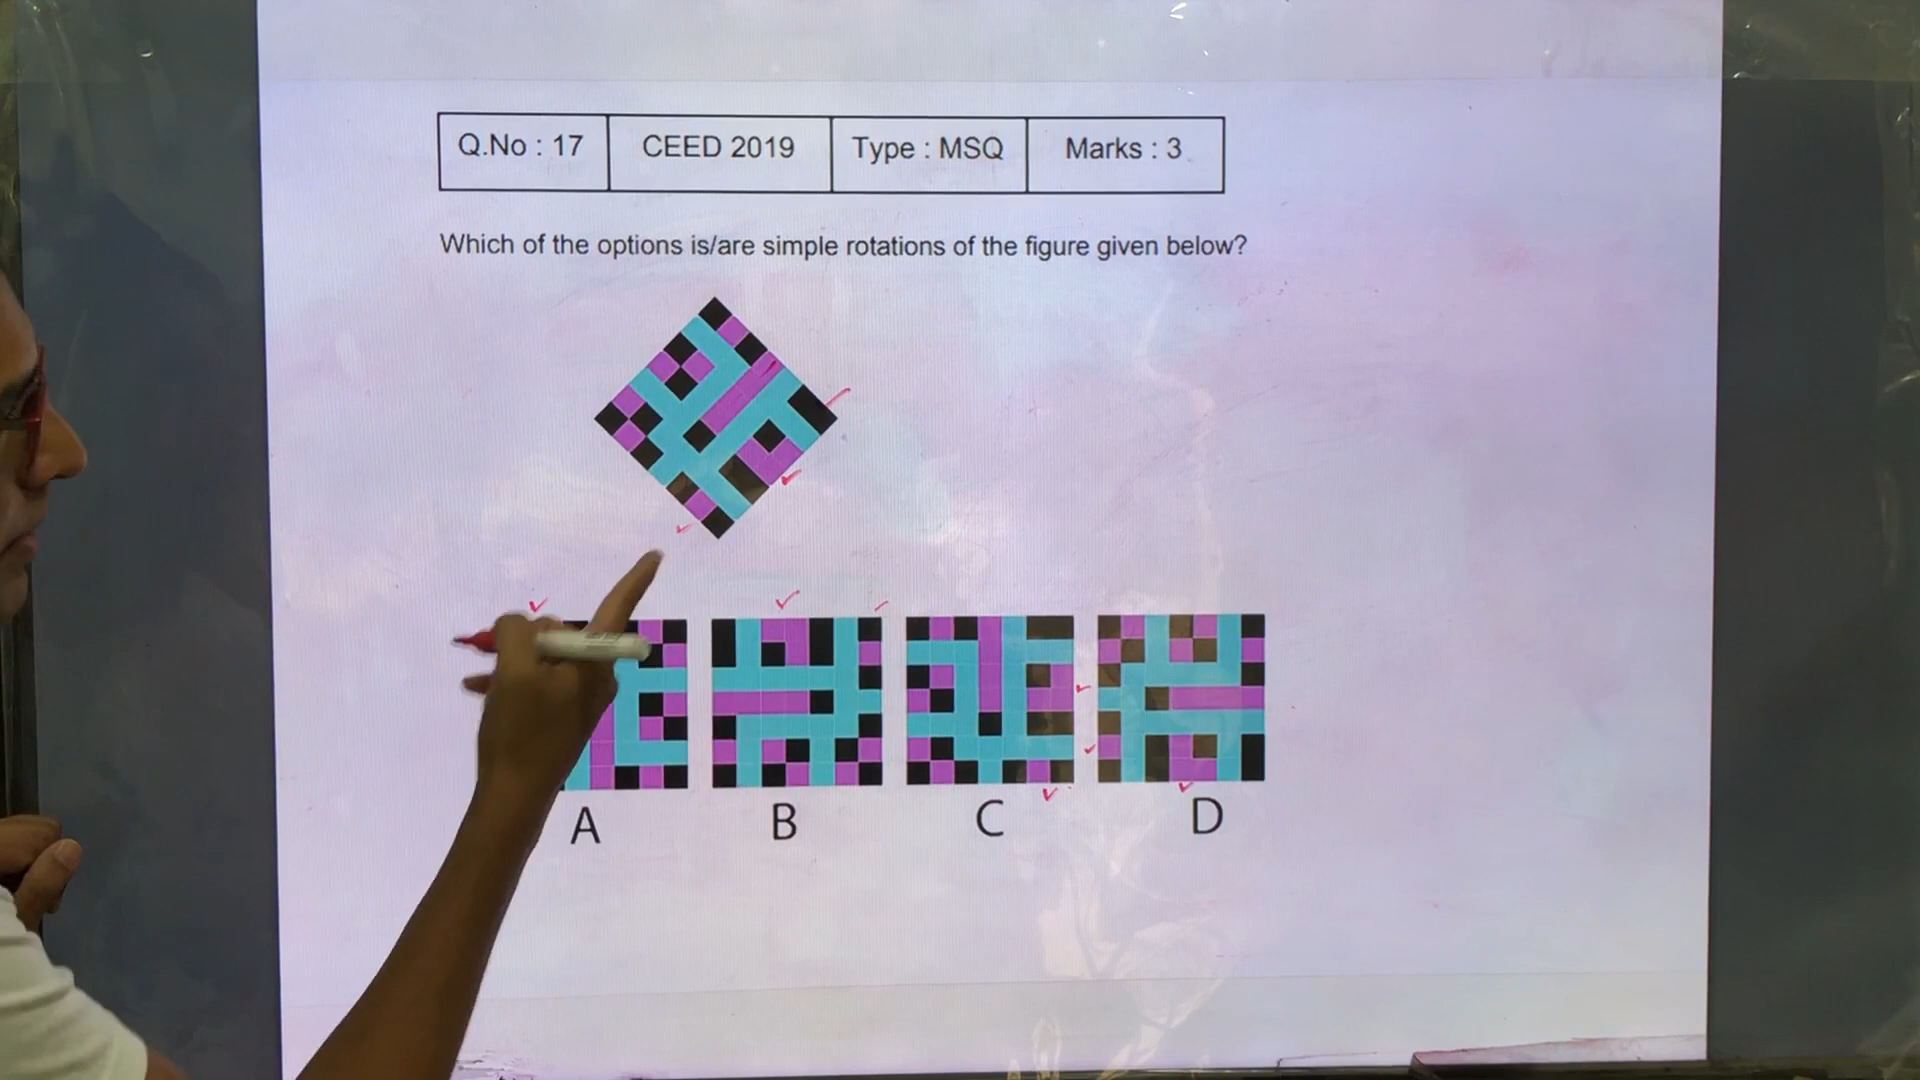 Q.No : 17 CEED 2019 Type : MSQ Marks : 3
Which of the options is/are simple rotations of the figure given below?
A B C D